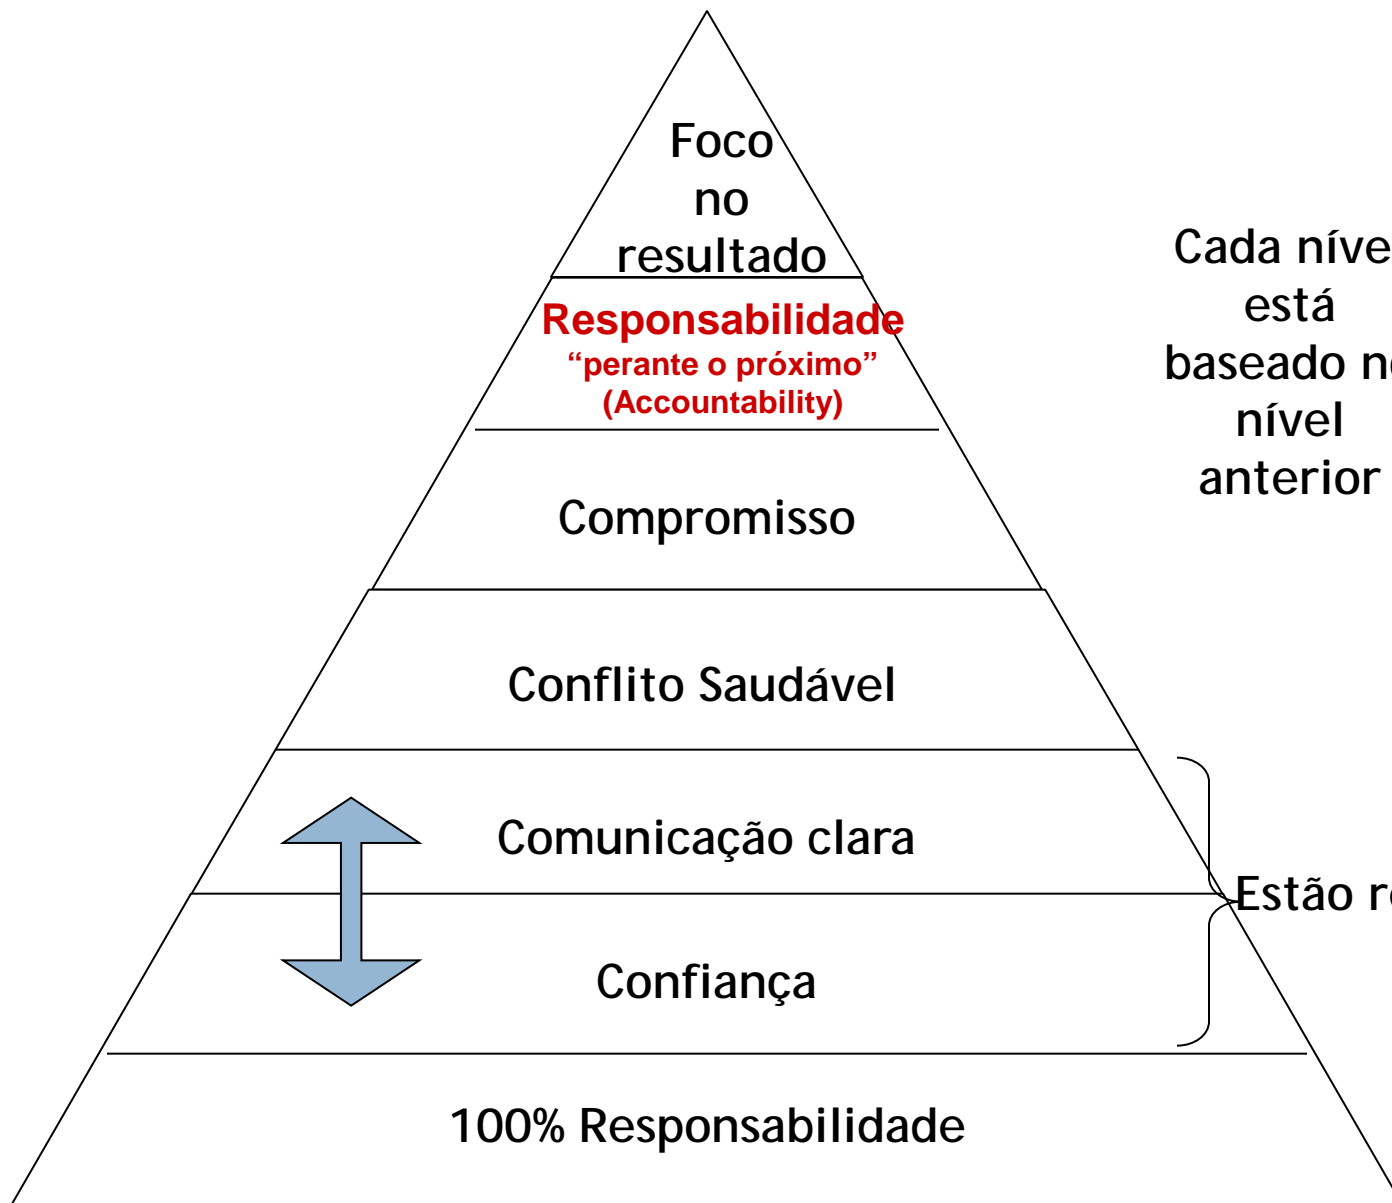 Foco
no
resultado
Responsabilidade
“perante o próximo”
(Accountability)
Cada níve
está
baseado n
nível
anterior
Compromisso
Conflito Saudável
Comunicação clara
Estão r
Confiança
100% Responsabilidade